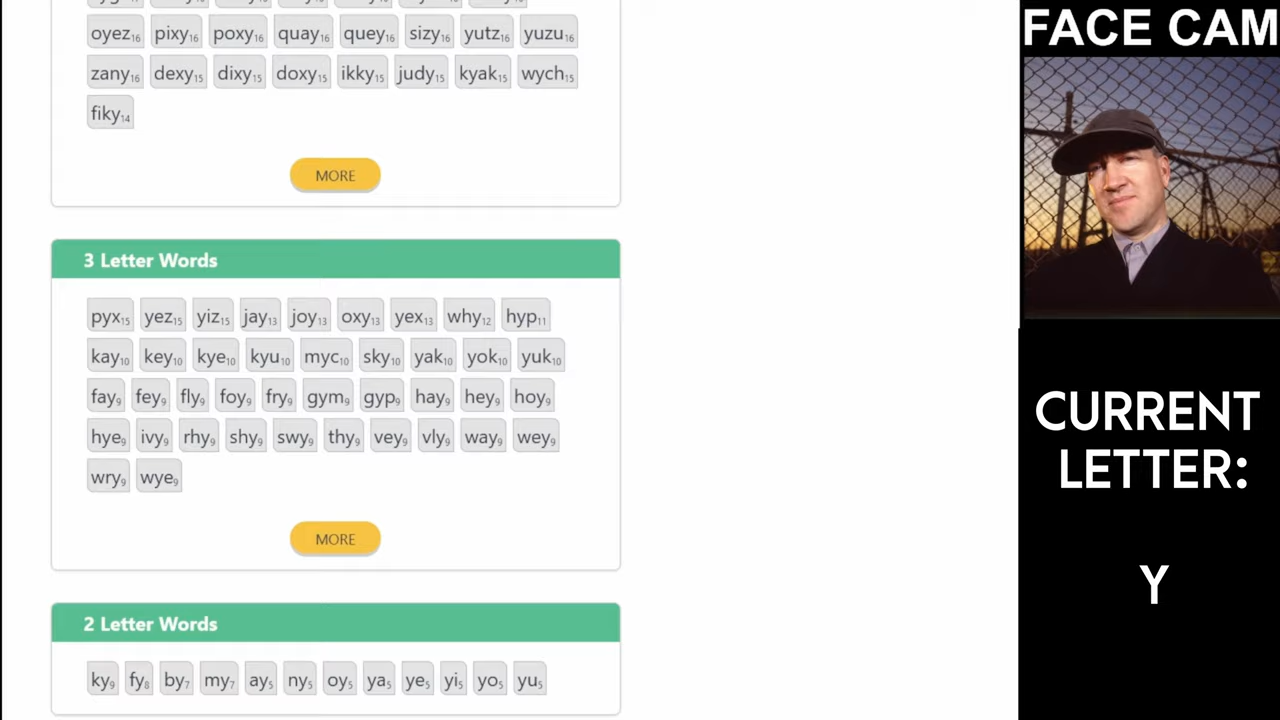 oyez16 pixy16 poxy16 quay16 quey16 sizy16 yutz16 yuzu16
zany16 dexy15 dixy15 doxy15 ikky15 judy15 kyak15 wych15
fiky14
MORE
3 Letter Words
pyx15 yez15 yiz15 jay13 joy13 oxy13 yex13 why12 hyp11
kay10 key10 kye10 kyu10 myc10 sky10 yak10 yok10 yuk10
fay9 fey9 fly9 foy9 fry9 gym9 gyp9 hay9 hey9 hoy9
hye9 ivy9 rhy9 shy9 swy9 thy9 vey9 vly9 way9 wey9
wry9 wye9
MORE
2 Letter Words
ky9 fy8 by7 my7 ay5 ny5 oy5 ya5 ye5 yi5 yo5 yu5
FACE CAM
CURRENT
LETTER:
Y